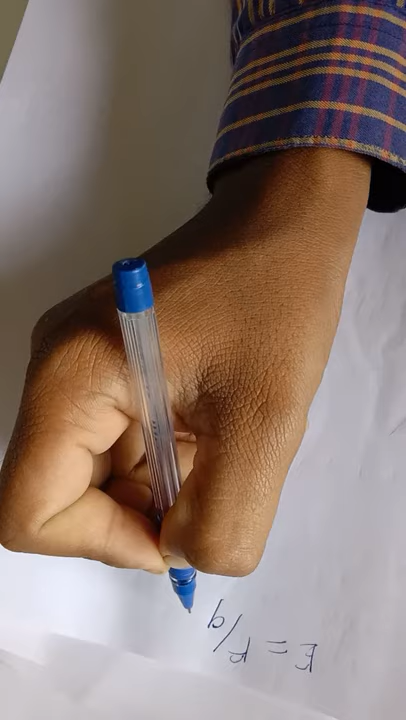 E = F/q